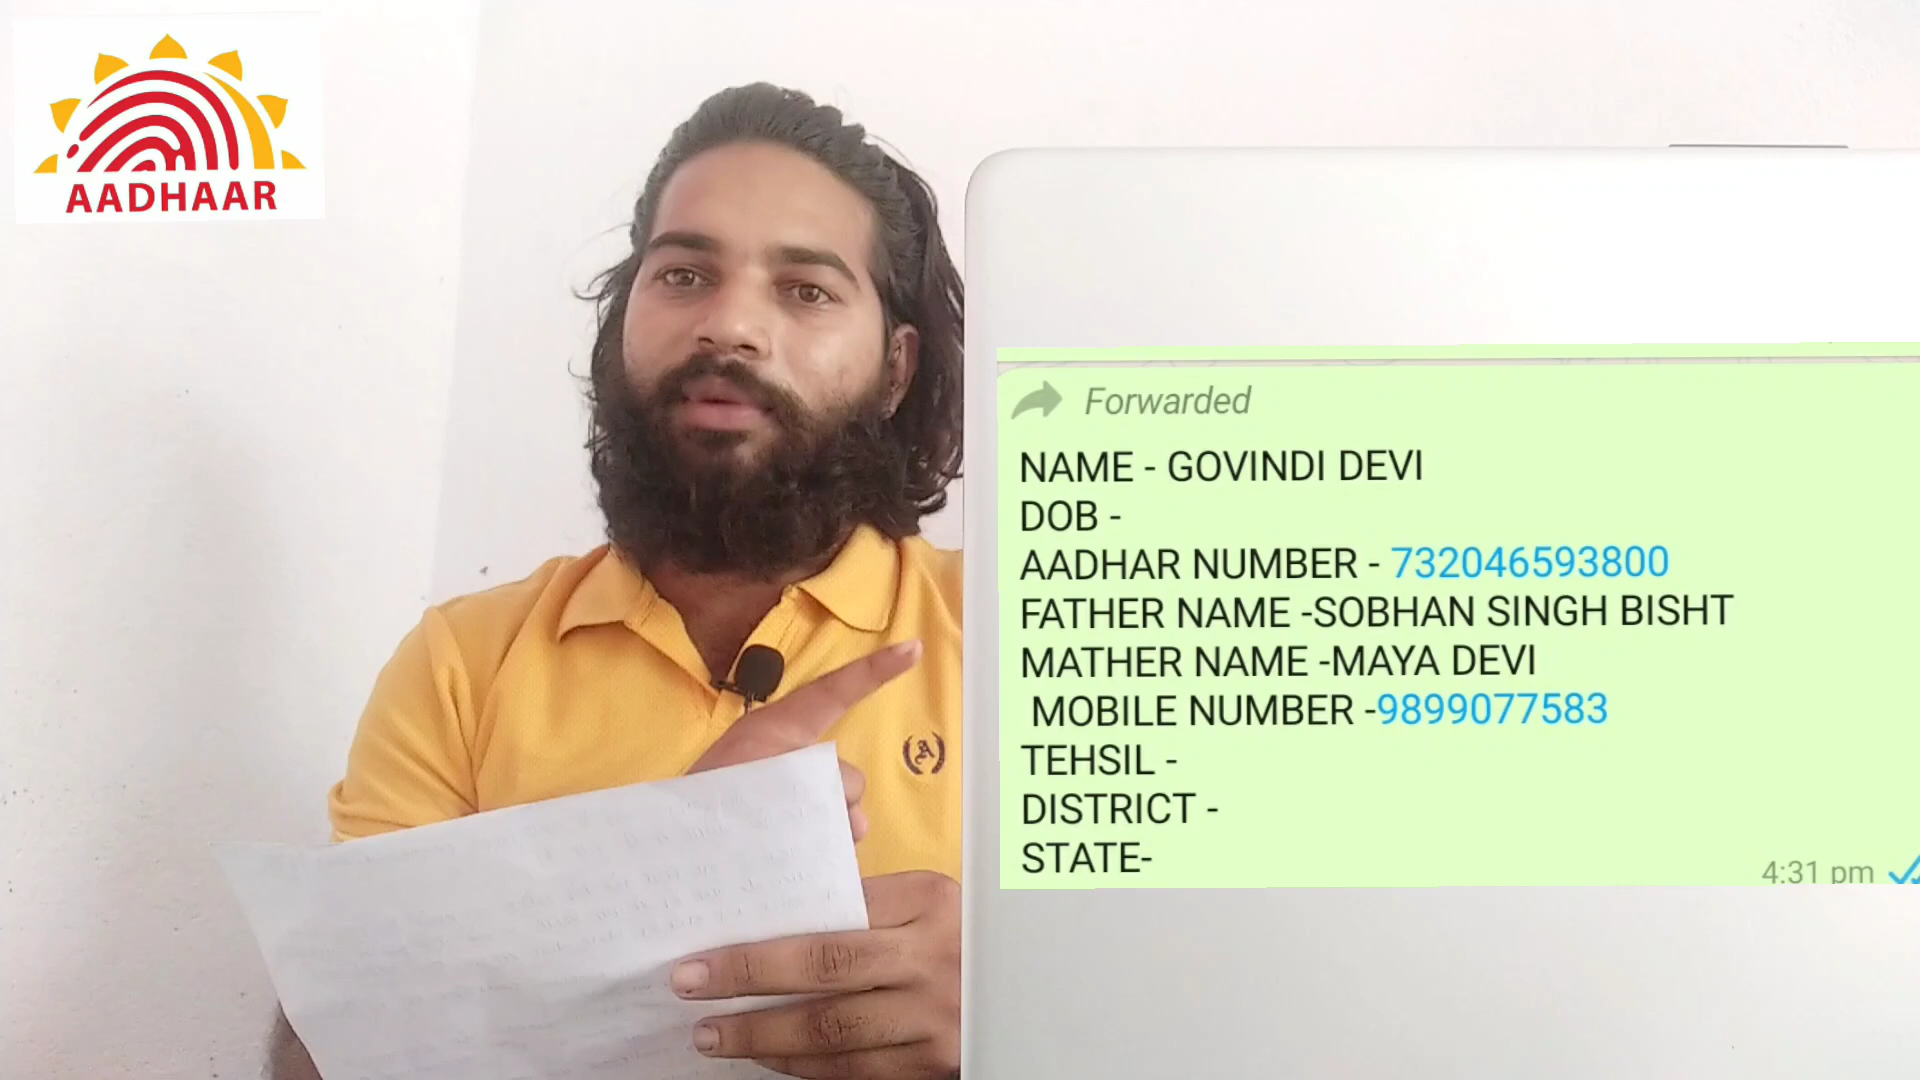 AADHAAR
Forwarded
NAME - GOVINDI DEVI
DOB -
AADHAR NUMBER - 732046593800
FATHER NAME -SOBHAN SINGH BISHT
MATHER NAME -MAYA DEVI
MOBILE NUMBER -9899077583
TEHSIL -
DISTRICT -
STATE-
4:31 pm
A